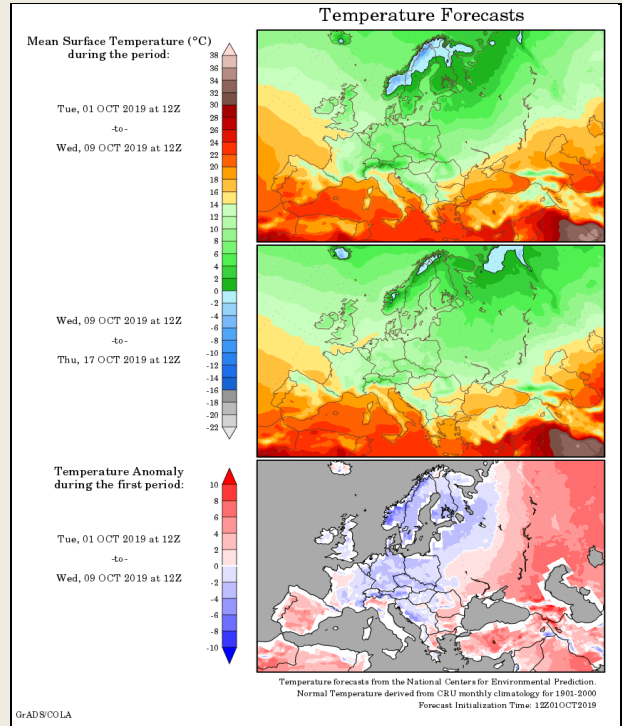 Temperature Forecasts
Mean Surface Temperature (°C)
during the period:
38
36
34
32
30
28
26
24
22
20
18
16
14
12
10
8
6
4
2
0
-2
-4
-6
-8
-10
-12
-14
-16
-18
-20
-22
Tue, 01 OCT 2019 at 12Z
-to-
Wed, 09 OCT 2019 at 12Z
Wed, 09 OCT 2019 at 12Z
-to-
Thu, 17 OCT 2019 at 12Z
Temperature Anomaly
during the first period:
10
8
6
4
2
0
-2
-4
-6
-8
-10
Tue, 01 OCT 2019 at 12Z
-to-
Wed, 09 OCT 2019 at 12Z
Temperature forecasts from the National Centers for Environmental Prediction.
Normal Temperature derived from CRU monthly climatology for 1901-2000
Forecast Initialization Time: 12Z01OCT2019
GrADS/COLA